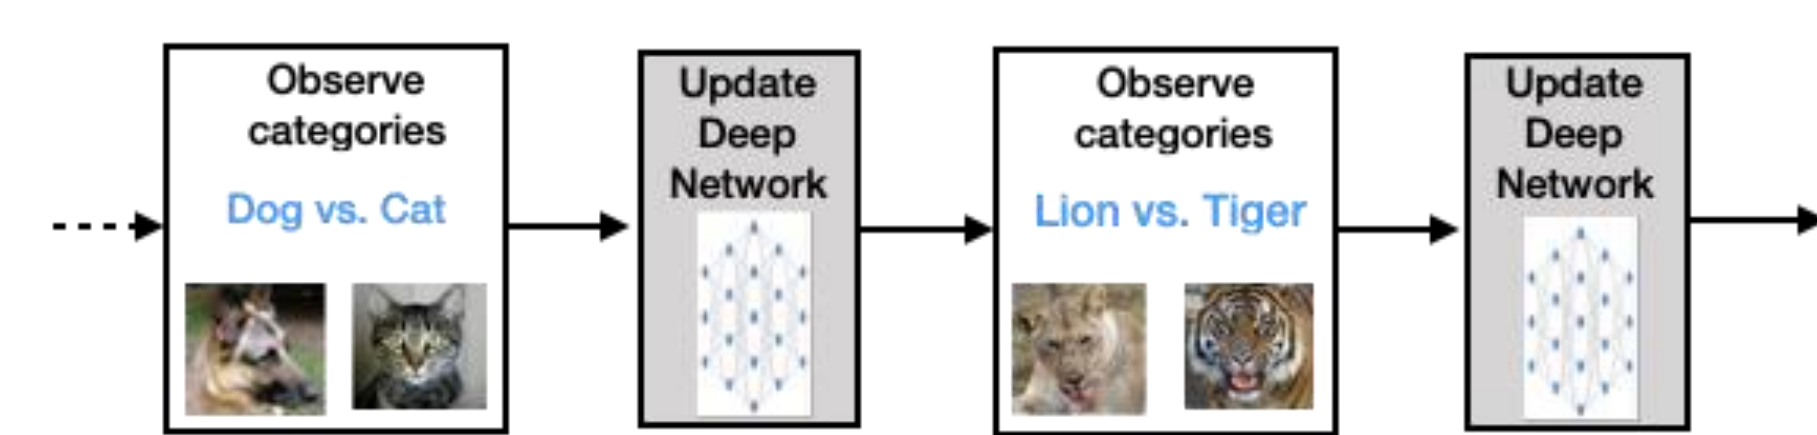 Observe
categories
Dog vs. Cat
Update
Deep
Network
Observe
categories
Lion vs. Tiger
Update
Deep
Network